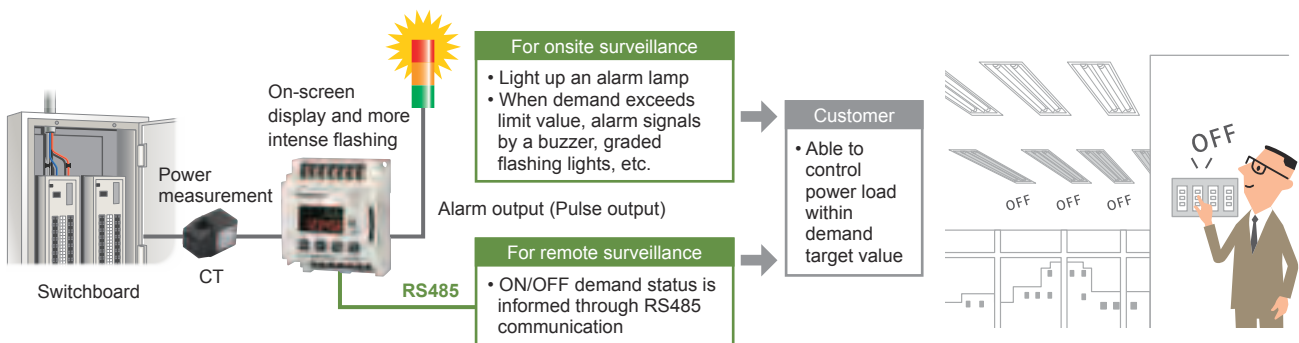 Switchboard
Power
measurement
CT
On-screen
display and more
intense flashing
Alarm output (Pulse output)
RS485
For onsite surveillance
• Light up an alarm lamp
• When demand exceeds
limit value, alarm signals
by a buzzer, graded
flashing lights, etc.
For remote surveillance
• ON/OFF demand status is
informed through RS485
communication
Customer
• Able to
control
power load
within
demand
target value
OFF
OFF
OFF
OFF